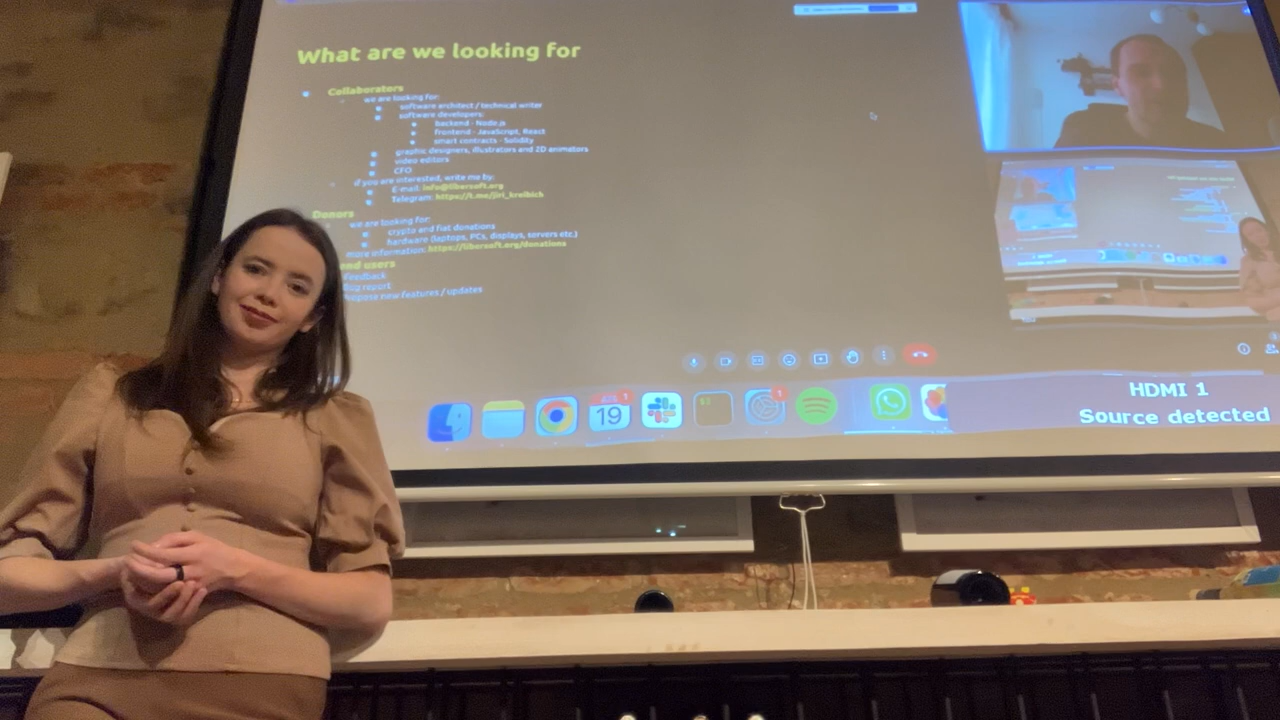 What are we looking for
Collaborators
we are looking for:
software architect / technical writer
software developers:
backend - Node.js
frontend - JavaScript, React
smart contracts - Solidity
graphic designers, illustrators and 2D animators
video editors
CFO
if you are interested, write me by:
E-mail: info@libersoft.org
Telegram: https://t.me/jiri_kreibich
Donors
we are looking for:
crypto and fiat donations
hardware (laptops, PCs, displays, servers etc.)
more information: https://libersoft.org/donations
end users
feedback
bug report
propose new features / updates
1
19
1
HDMI 1
Source detected